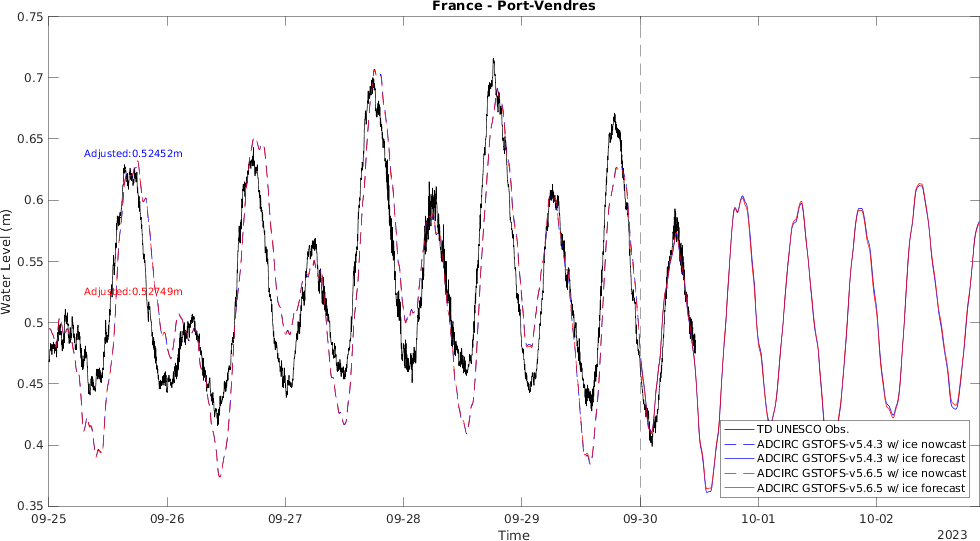 France - Port-Vendres
0.75
0.7
0.65
0.6
0.55
0.5
0.45
0.4
0.35
Water Level (m)
Adjusted:0.52452m
Adjusted:0.52749m
TD UNESCO Obs.
ADCIRC GSTOFS-v5.4.3 w/ ice nowcast
ADCIRC GSTOFS-v5.4.3 w/ ice forecast
ADCIRC GSTOFS-v5.6.5 w/ ice nowcast
ADCIRC GSTOFS-v5.6.5 w/ ice forecast
09-25 09-26 09-27 09-28 09-29 09-30 10-01 10-02
Time
2023